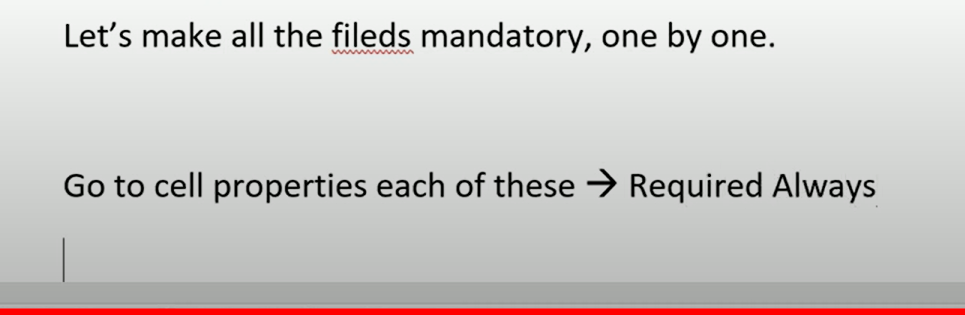 Let's make all the fileds mandatory, one by one.
Go to cell properties each of these → Required Always